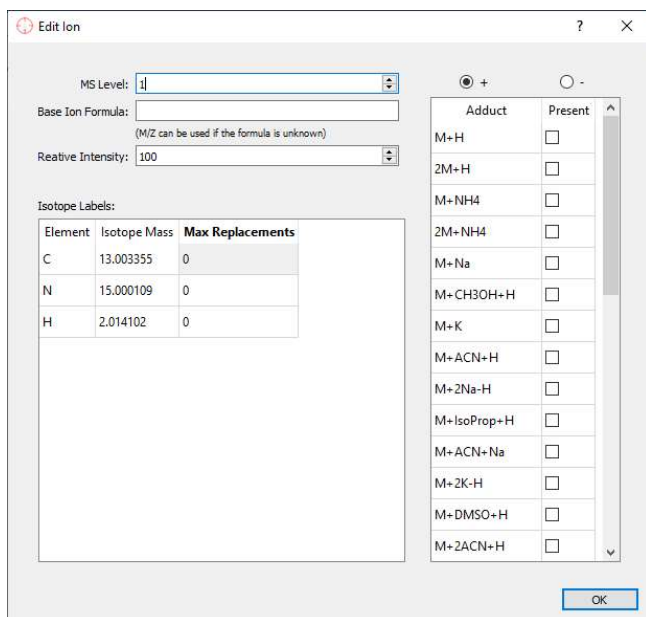 Edit Ion ? X
MS Level: 1
Base Ion Formula:
(M/Z can be used if the formula is unknown)
Reative Intensity: 100
Isotope Labels:
Element Isotope Mass Max Replacements
C 13.003355 0
N 15.000109 0
H 2.014102 0
+ -
Adduct Present
M+H
2M+H
M+NH4
2M+NH4
M+Na
M+CH3OH+H
M+K
M+ACN+H
M+2Na-H
M+IsoProp+H
M+ACN+Na
M+2K-H
M+DMSO+H
M+2ACN+H
OK